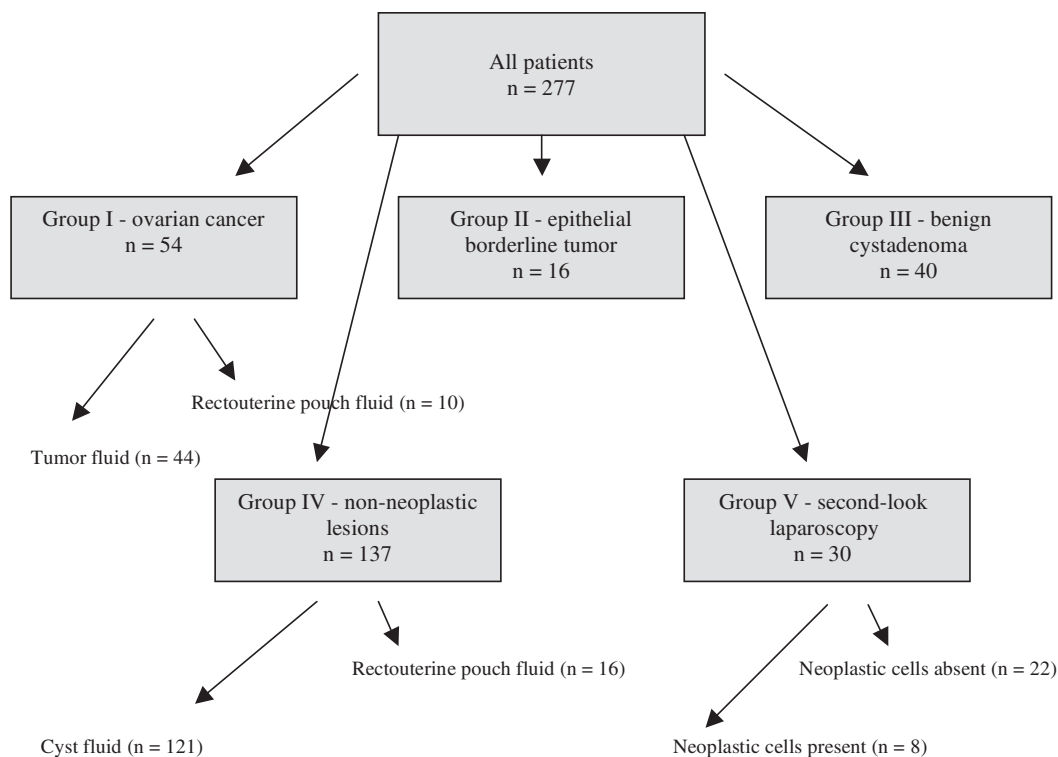 All patients
n = 277
Group I - ovarian cancer
n = 54
Group II - epithelial
borderline tumor
n = 16
Group III - benign
cystadenoma
n = 40
Rectouterine pouch fluid (n = 10)
Tumor fluid (n = 44)
Group IV - non-neoplastic
lesions
n = 137
Group V - second-look
laparoscopy
n = 30
Rectouterine pouch fluid (n = 16)
Neoplastic cells absent (n = 22)
Cyst fluid (n = 121)
Neoplastic cells present (n = 8)